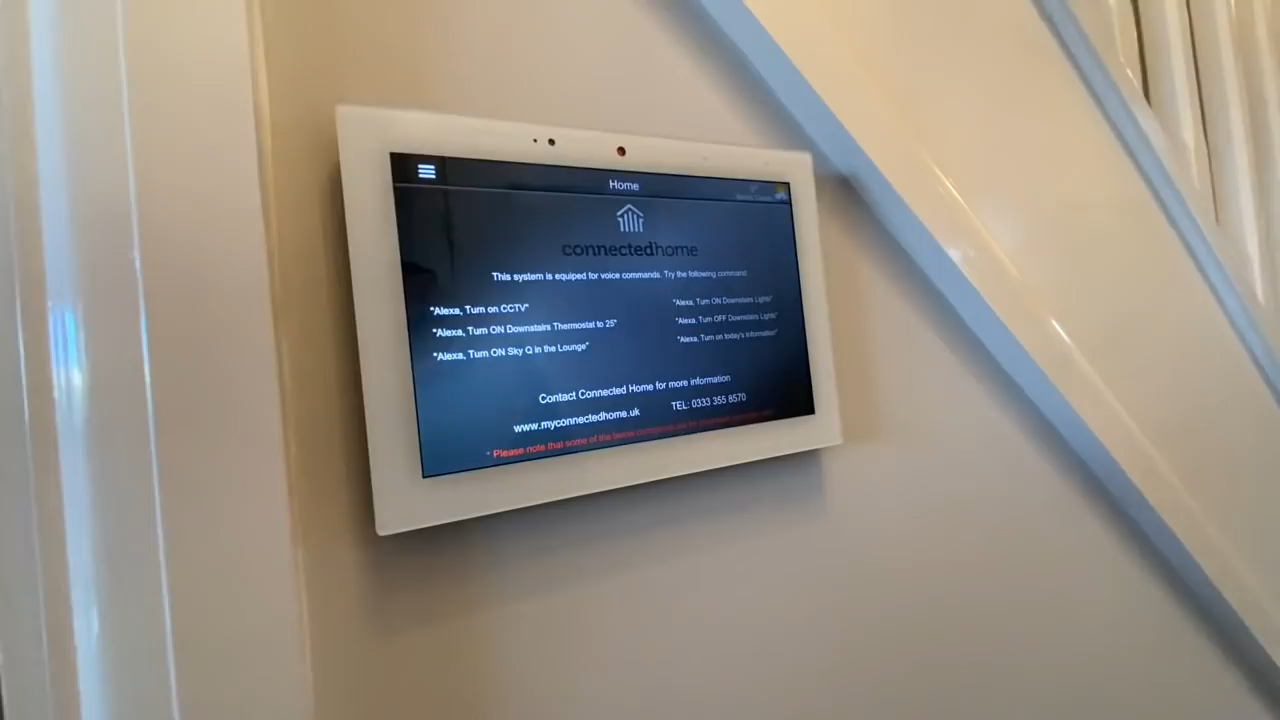 Home
connectedhome
This system is equiped for voice commands. Try the following command
"Alexa, Turn on CCTV"
"Alexa, Turn ON Downstairs Lights"
"Alexa, Turn ON Downstairs Thermostat to 25"
"Alexa, Turn OFF Downstairs Lights"
"Alexa, Turn ON Sky Q in the Lounge"
"Alexa, Turn on today's information"
Contact Connected Home for more information
www.myconnectedhome.uk TEL: 0333 355 8570
* Please note that some of the below commands